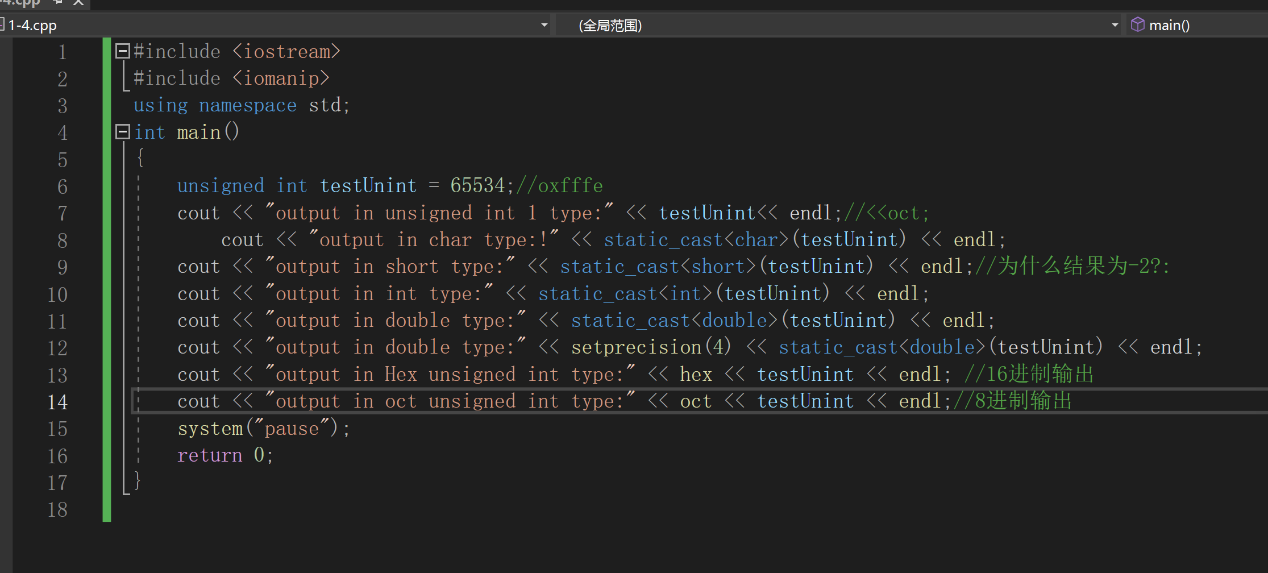 1-4.cpp
(全局范围)
main()
1 #include <iostream>
2 #include <iomanip>
3 using namespace std;
4 int main()
5 {
6 unsigned int testUnint = 65534;//oxfffe
7 cout << "output in unsigned int 1 type:" << testUnint<< endl;//<<oct;
8 cout << "output in char type:!" << static_cast<char>(testUnint) << endl;
9 cout << "output in short type:" << static_cast<short>(testUnint) << endl;//为什么结果为-2?:
10 cout << "output in int type:" << static_cast<int>(testUnint) << endl;
11 cout << "output in double type:" << static_cast<double>(testUnint) << endl;
12 cout << "output in double type:" << setprecision(4) << static_cast<double>(testUnint) << endl;
13 cout << "output in Hex unsigned int type:" << hex << testUnint << endl; //16进制输出
14 cout << "output in oct unsigned int type:" << oct << testUnint << endl;//8进制输出
15 system("pause");
16 return 0;
17 }
18